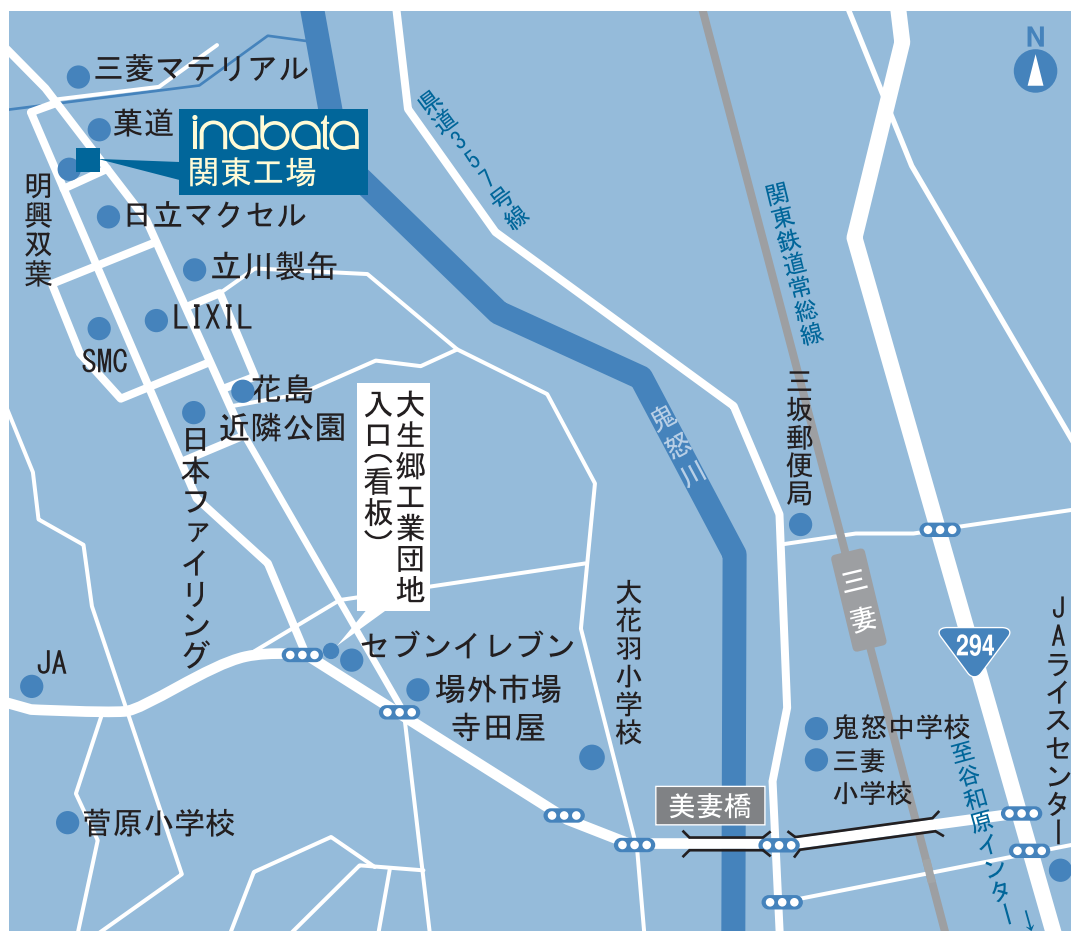 N
三菱マテリアル
菓道
inabata
関東工場
明興双葉
日立マクセル
立川製缶
LIXIL
SMC
花島
近隣公園
日本ファイリング
大生郷工業団地
入口(看板)
県道357号線
関東鉄道常総線
鬼怒川
三坂郵便局
三妻
294
JAライスセンター
大花羽小学校
セブンイレブン
JA
場外市場
寺田屋
鬼怒中学校
三妻
小学校
至谷和原インター→
美妻橋
菅原小学校